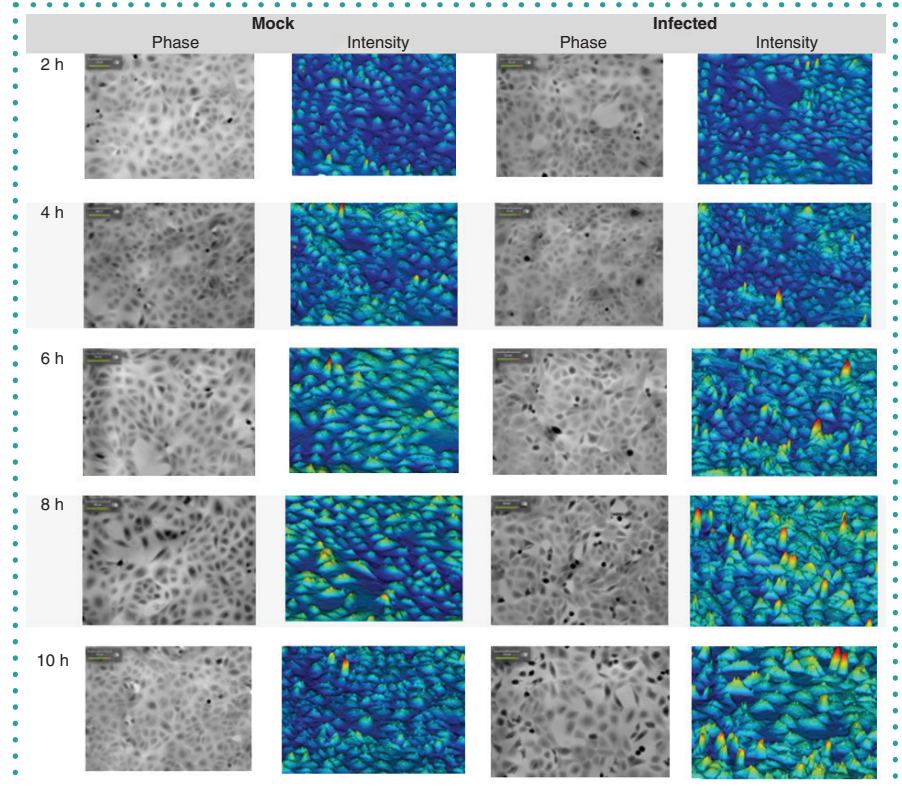 Mock Infected
Phase Intensity Phase Intensity
2 h
4 h
6 h
8 h
10 h